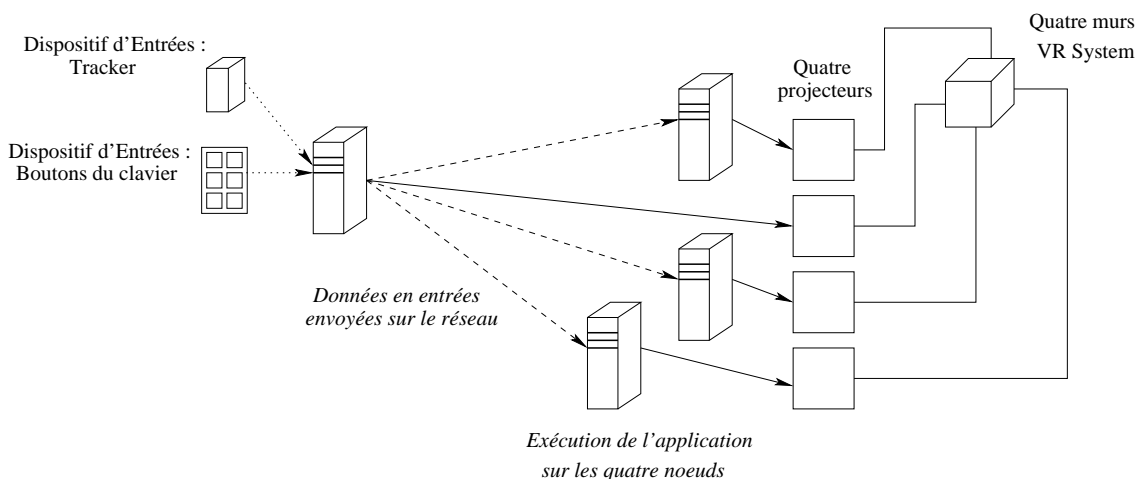 Dispositif d'Entrées :
Tracker
Dispositif d'Entrées :
Boutons du clavier
Données en entrées
envoyées sur le réseau
Exécution de l'application
sur les quatre noeuds
Quatre
projecteurs
Quatre murs
VR System